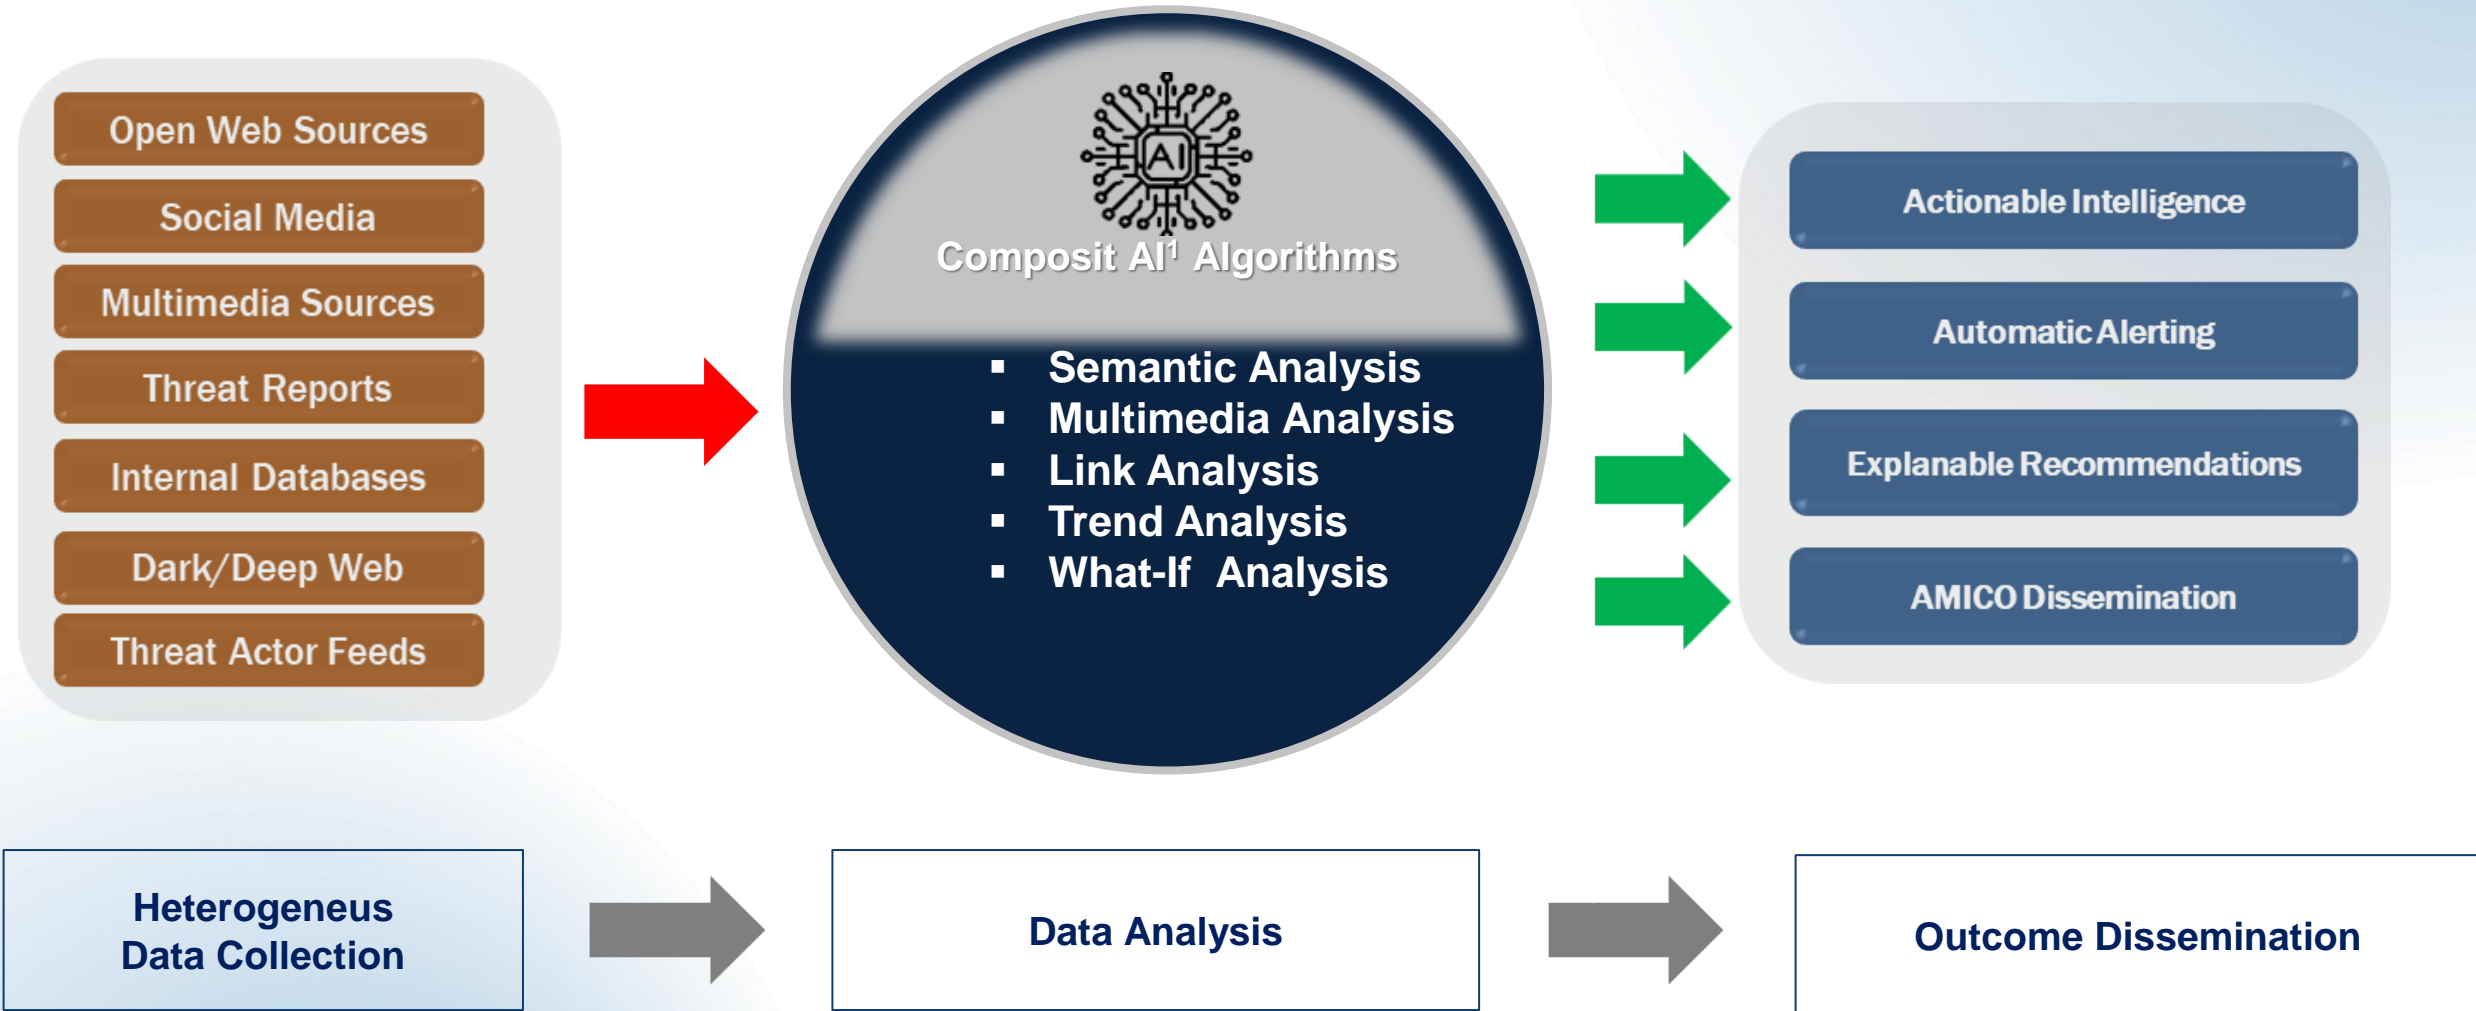 Open Web Sources
Social Media
Multimedia Sources
Threat Reports
Internal Databases
Dark/Deep Web
Threat Actor Feeds
AI
Composit AI¹ Algorithms
▪ Semantic Analysis
▪ Multimedia Analysis
▪ Link Analysis
▪ Trend Analysis
▪ What-If Analysis
Actionable Intelligence
Automatic Alerting
Explanable Recommendations
AMICO Dissemination
Heterogeneus
Data Collection
Data Analysis
Outcome Dissemination